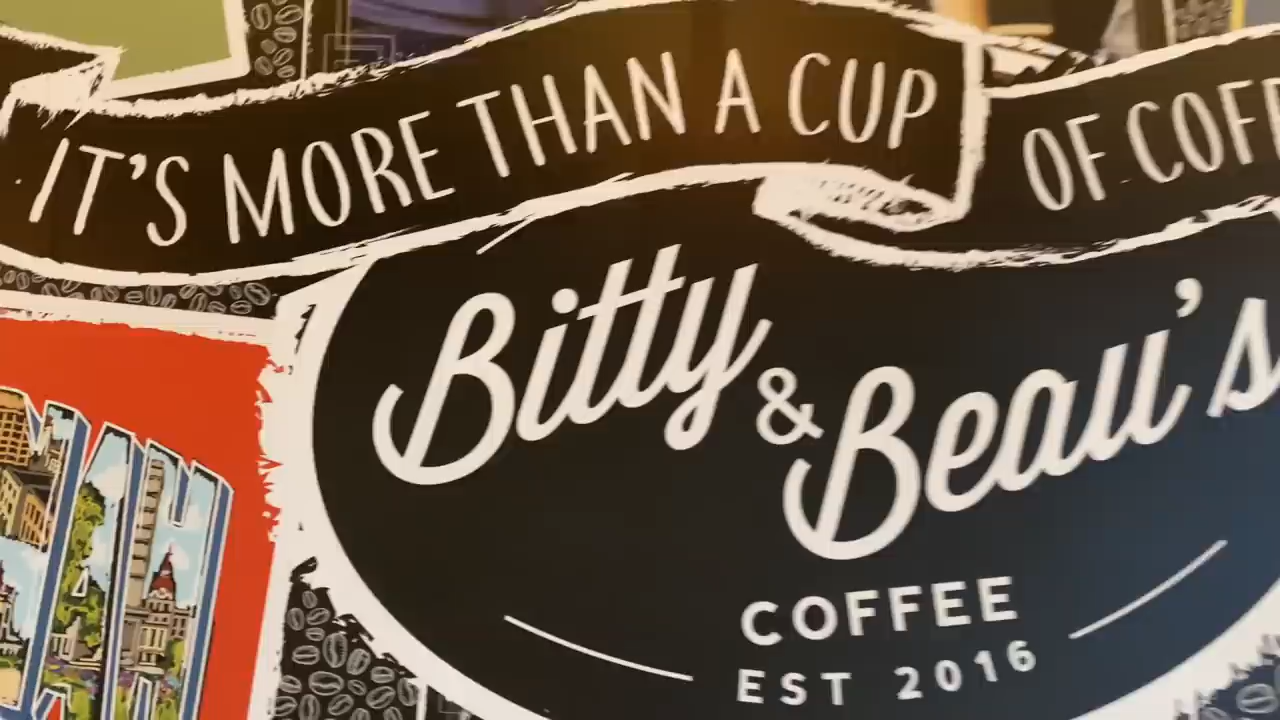 IT'S MORE THAN A CUP
OF COFF
Bitty
&
Beau's
COFFEE
EST 2016